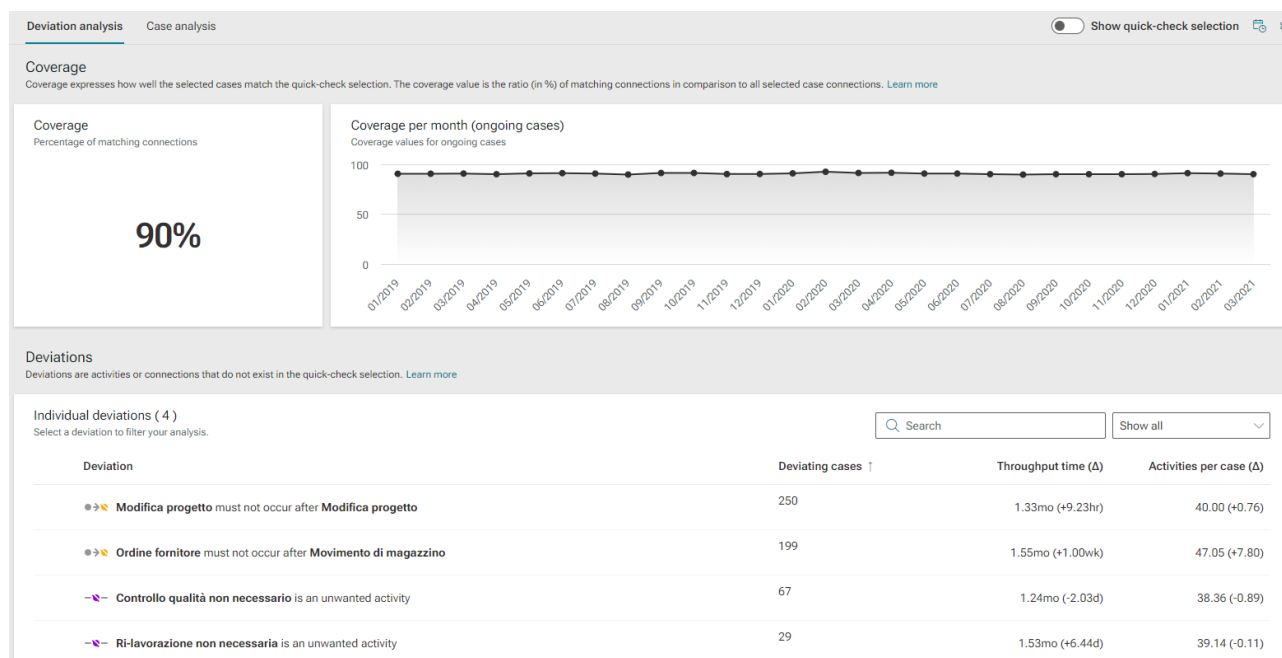 Deviation analysis Case analysis Show quick-check selection
Coverage
Coverage expresses how well the selected cases match the quick-check selection. The coverage value is the ratio (in %) of matching connections in comparison to all selected case connections. Learn more
Coverage
Percentage of matching connections
90%
Coverage per month (ongoing cases)
Coverage values for ongoing cases
100
50
0
01/2019 02/2019 03/2019 04/2019 05/2019 06/2019 07/2019 08/2019 09/2019 10/2019 11/2019 12/2019 01/2020 02/2020 03/2020 04/2020 05/2020 06/2020 07/2020 08/2020 09/2020 10/2020 11/2020 12/2020 01/2021 02/2021 03/2021
Deviations
Deviations are activities or connections that do not exist in the quick-check selection. Learn more
Individual deviations ( 4 )
Select a deviation to filter your analysis.
Search Show all
Deviation Deviating cases ↑ Throughput time (Δ) Activities per case (Δ)
Modifica progetto must not occur after Modifica progetto 250 1.33mo (+9.23hr) 40.00 (+0.76)
Ordine fornitore must not occur after Movimento di magazzino 199 1.55mo (+1.00wk) 47.05 (+7.80)
Controllo qualità non necessario is an unwanted activity 67 1.24mo (-2.03d) 38.36 (-0.89)
Ri-lavorazione non necessaria is an unwanted activity 29 1.53mo (+6.44d) 39.14 (-0.11)